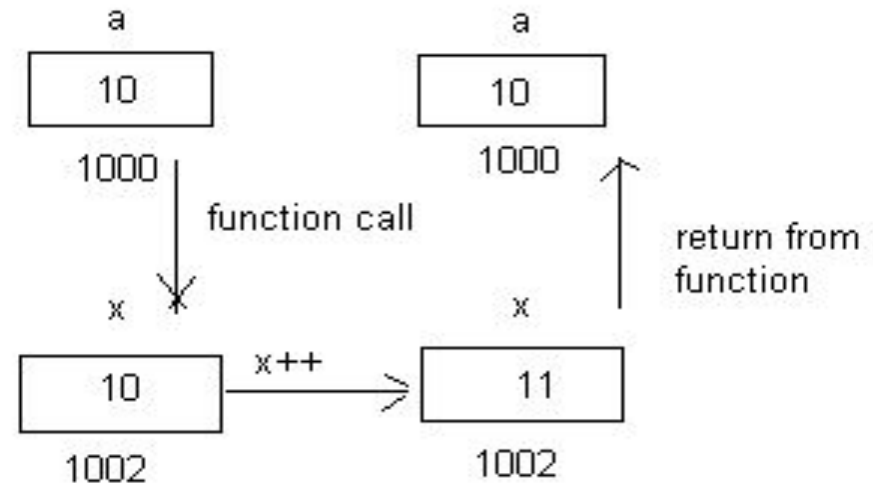 a
a
10
10
1000
1000
function call
return from
function
x
x
10
x++
11
1002
1002